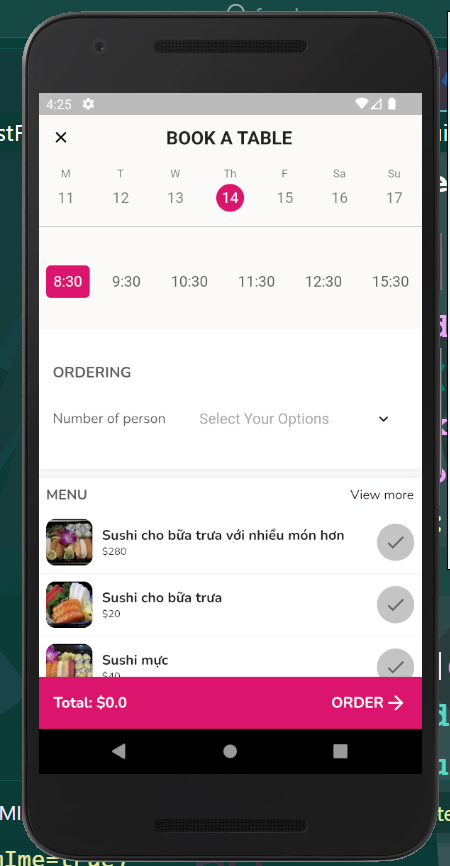 4:25
BOOK A TABLE
M T W Th F Sa Su
11 12 13 14 15 16 17
8:30 9:30 10:30 11:30 12:30 15:30
ORDERING
Number of person Select Your Options
MENU View more
Sushi cho bữa trưa với nhiều món hơn
$280
Sushi cho bữa trưa
$20
Sushi mực
$40
Total: $0.0 ORDER